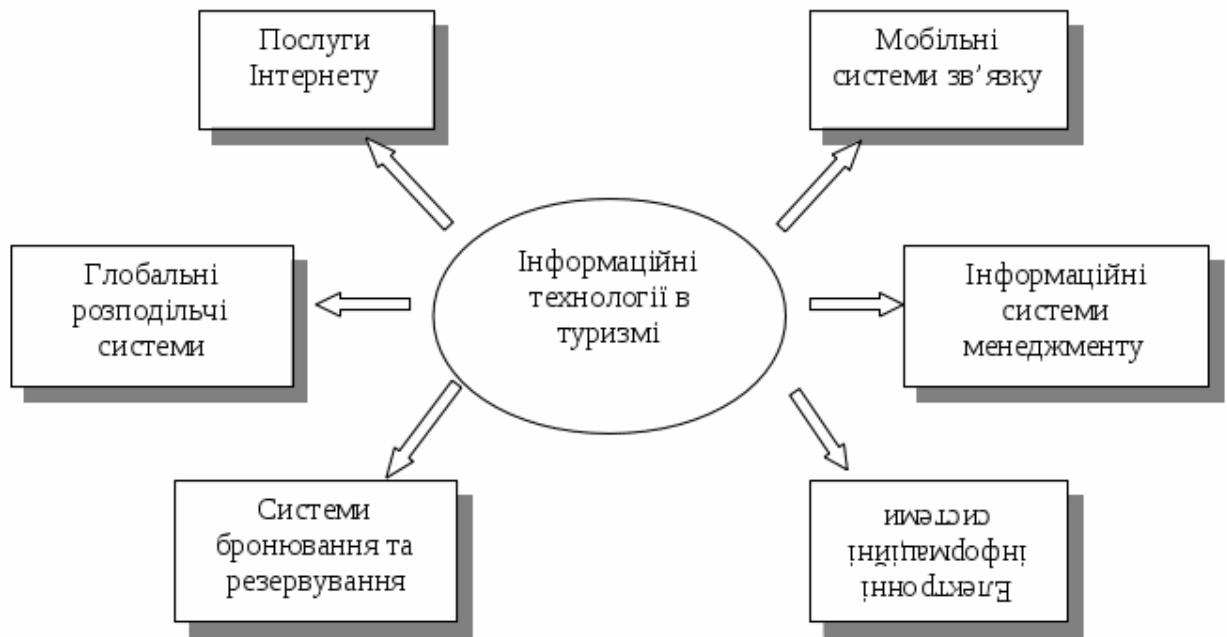 Послуги
Інтернету
Мобільні
системи зв’язку
Інформаційні
технології в
туризмі
Глобальні
розподільчі
системи
Інформаційні
системи
менеджменту
Системи
бронювання та
резервування
Електронні
інформаційні
системи